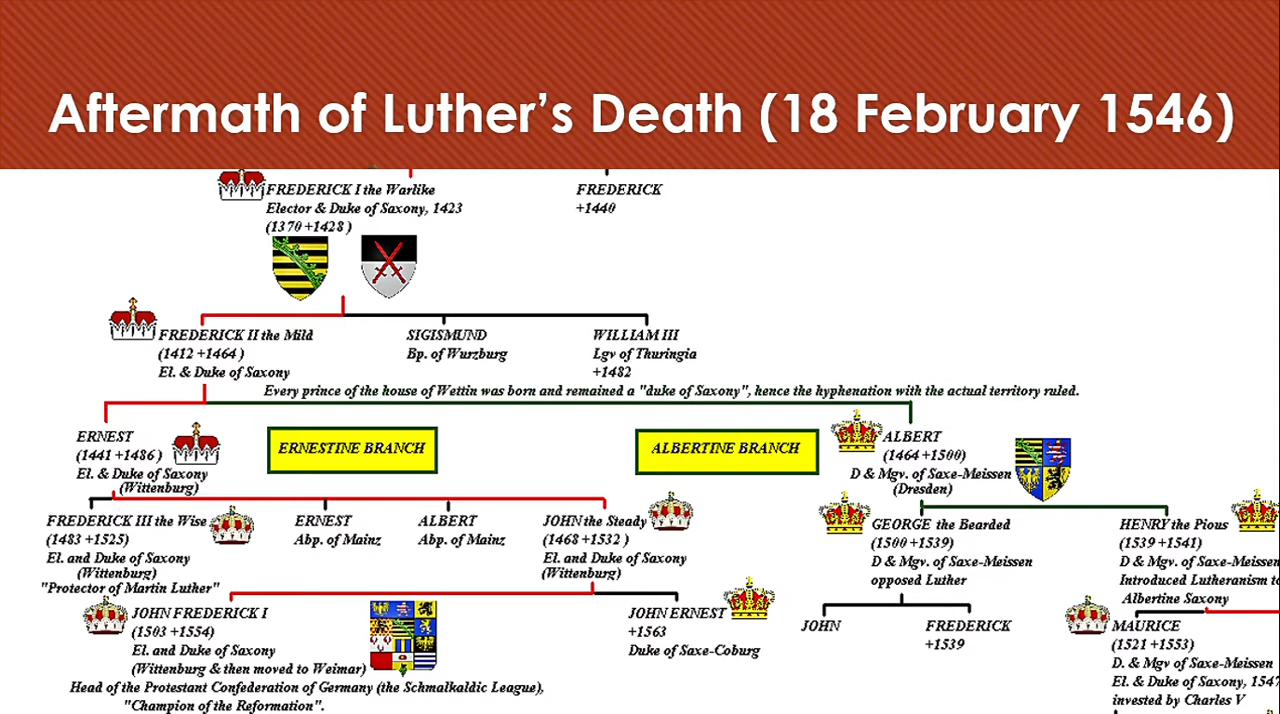 Aftermath of Luther's Death (18 February 1546)
FREDERICK I the Warlike
Elector & Duke of Saxony, 1423
(1370 +1428 )
FREDERICK
+1440
FREDERICK II the Mild
(1412 +1464 )
El. & Duke of Saxony
SIGISMUND
Bp. of Wurzburg
WILLIAM III
Lgv of Thuringia
+1482
Every prince of the house of Wettin was born and remained a "duke of Saxony", hence the hyphenation with the actual territory ruled.
ERNEST
(1441 +1486 )
El. & Duke of Saxony
(Wittenburg)
ERNESTINE BRANCH
ALBERTINE BRANCH
ALBERT
(1464 +1500)
D & Mgv. of Saxe-Meissen
(Dresden)
FREDERICK III the Wise
(1483 +1525)
El. and Duke of Saxony
(Wittenburg)
"Protector of Martin Luther"
ERNEST
Abp. of Mainz
ALBERT
Abp. of Mainz
JOHN the Steady
(1468 +1532 )
El. and Duke of Saxony
(Wittenburg)
GEORGE the Bearded
(1500 +1539)
D & Mgv. of Saxe-Meissen
opposed Luther
HENRY the Pious
(1539 +1541)
D & Mgv. of Saxe-Meissen
Introduced Lutheranism to
Albertine Saxony
JOHN FREDERICK I
(1503 +1554)
El. and Duke of Saxony
(Wittenburg & then moved to Weimar)
Head of the Protestant Confederation of Germany (the Schmalkaldic League),
"Champion of the Reformation".
JOHN ERNEST
+1563
Duke of Saxe-Coburg
JOHN
FREDERICK
+1539
MAURICE
(1521 +1553)
D. & Mgv of Saxe-Meissen
El. & Duke of Saxony, 1547
invested by Charles V